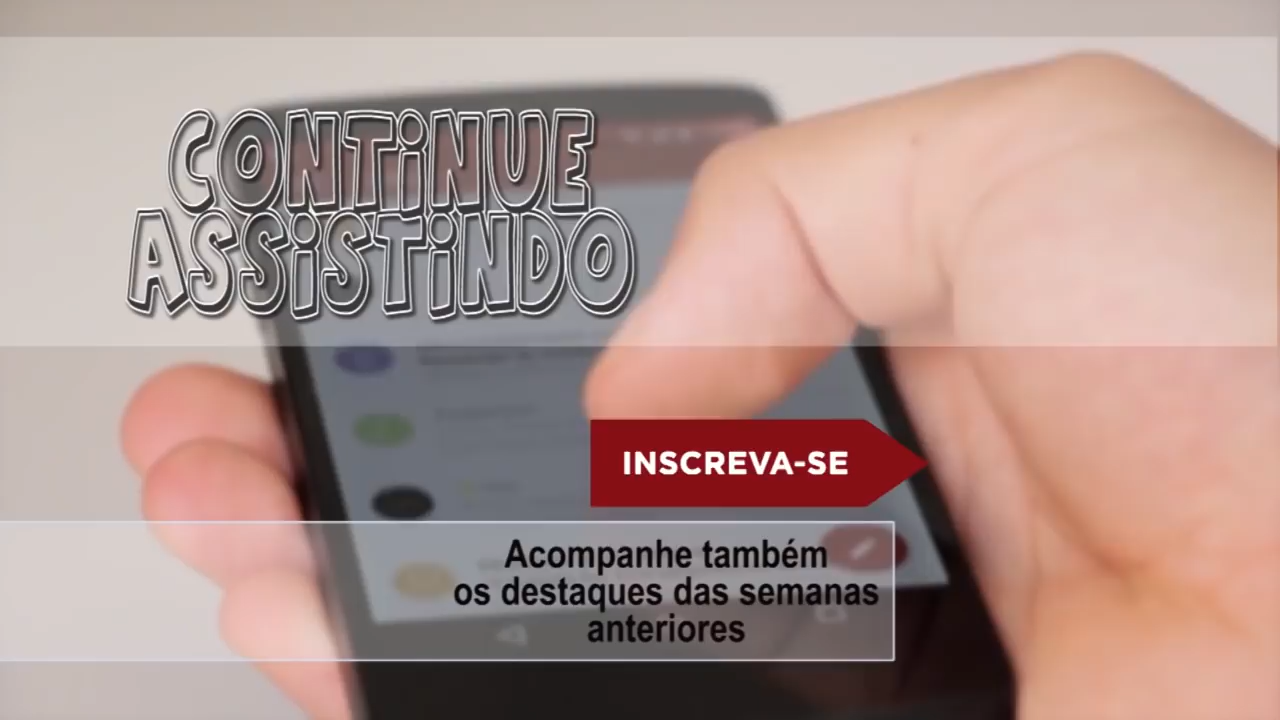 CONTINUE
ASSISTINDO
INSCREVA-SE
Acompanhe também
os destaques das semanas
anteriores